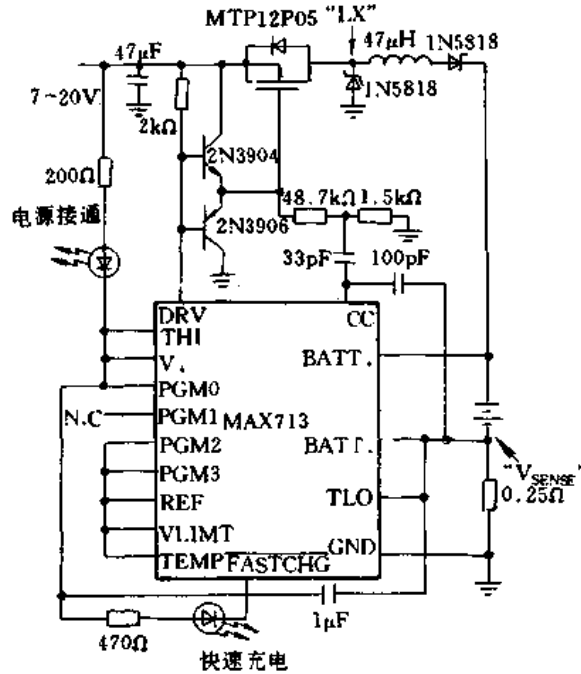 MTP12P05 "LX"
47μF
47μH 1N5818
7~20V
1N5818
2kΩ
2N3904
200Ω
48.7kΩ 1.5kΩ
2N3906
电源接通
33pF 100pF
DRV
CC
THI
V+
BATT+
PGM0
N.C
PGM1
MAX713
PGM2
BATT-
PGM3
"VSENSE"
REF
TLO
0.25Ω
VLIMT
GND
TEMP
FASTCHG
1μF
470Ω
快速充电